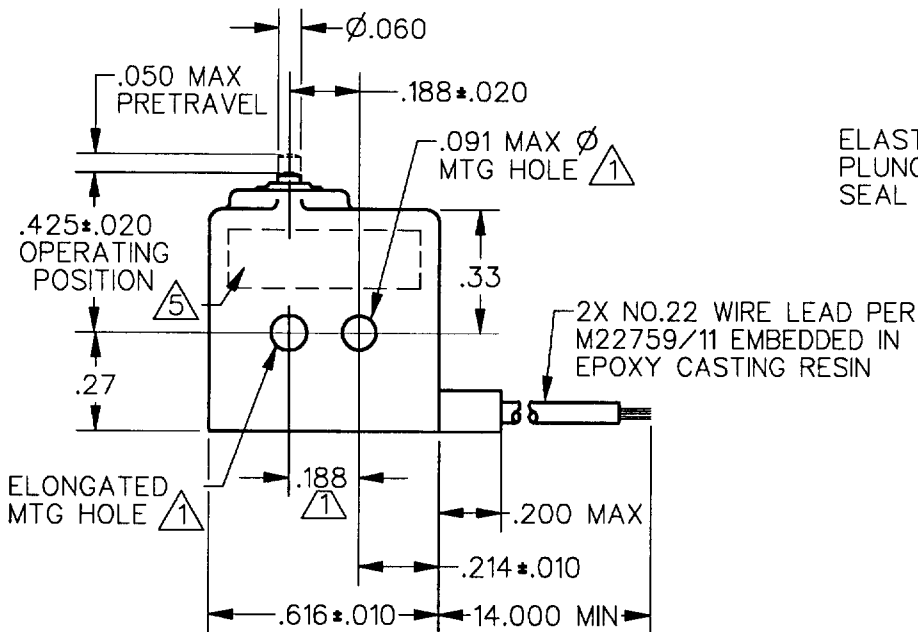 Ø.060
.050 MAX
PRETRAVEL
.188±.020
.091 MAX Ø
MTG HOLE 1
ELAST
PLUNG
SEAL
.425±.020
OPERATING
POSITION
5
.33
2X NO.22 WIRE LEAD PER
M22759/11 EMBEDDED IN
EPOXY CASTING RESIN
.27
ELONGATED
MTG HOLE 1
.188
1
.200 MAX
.214±.010
.616±.010
14.000 MIN